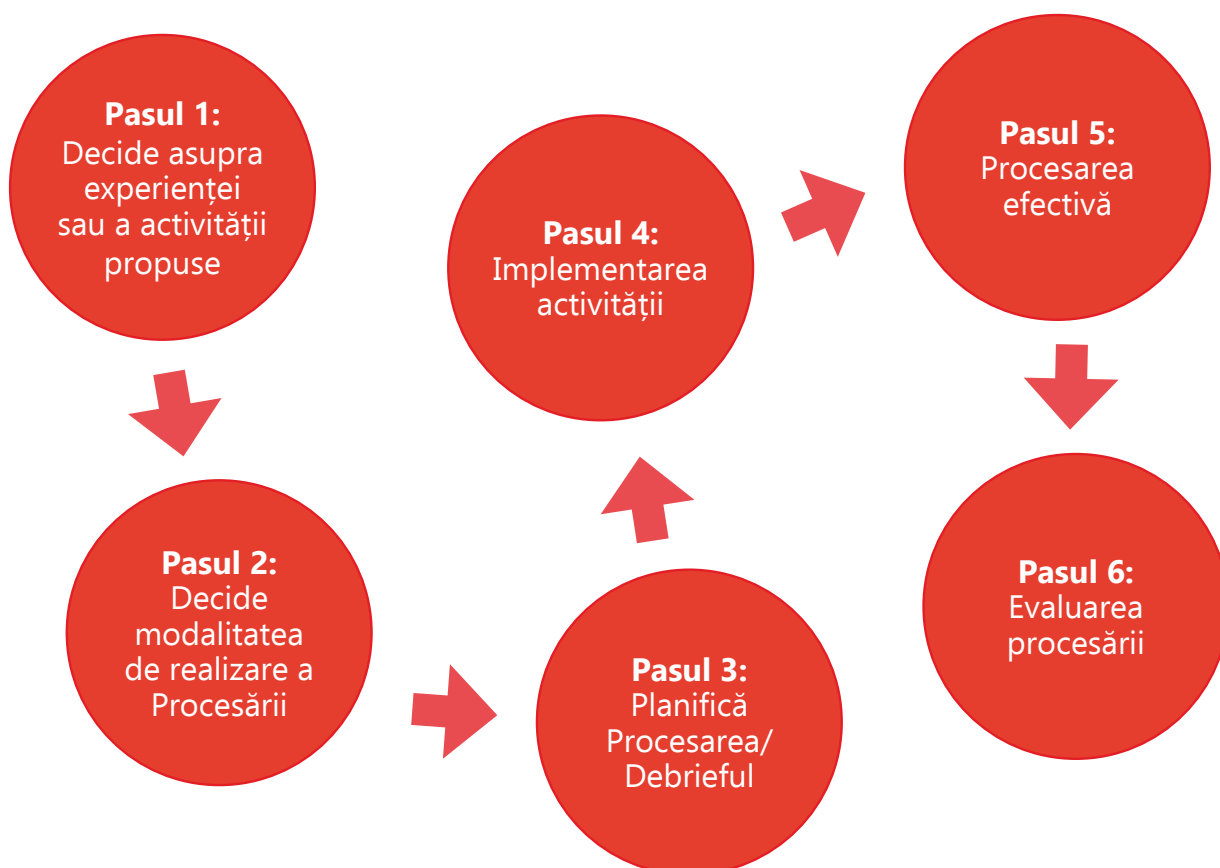 Pasul 1:
Decide asupra
experienței
sau a activității
propuse
Pasul 2:
Decide
modalitatea
de realizare a
Procesării
Pasul 3:
Planifică
Procesarea/
Debrieful
Pasul 4:
Implementarea
activității
Pasul 5:
Procesarea
efectivă
Pasul 6:
Evaluarea
procesării